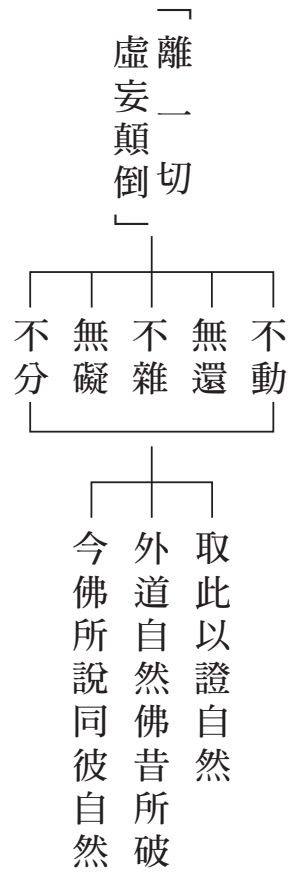 「離一切
虛妄顛倒」
不動
無還
不雜
無礙
不分
取此以證自然
外道自然佛昔所破
今佛所說同彼自然